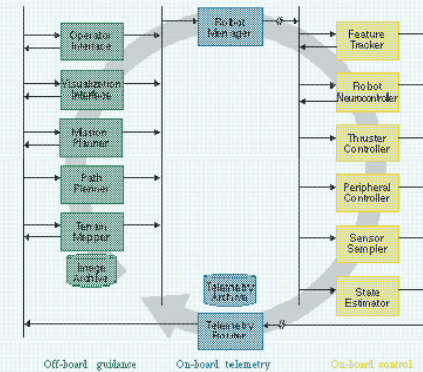 Robot
Manager
Operator
Interface
Feature
Tracker
Visualization
Interface
Robot
Neurocontroller
Mission
Planner
Thruster
Controller
Path
Planner
Peripheral
Controller
Terrain
Mapper
Sensor
Sampler
Image
Archive
Telemetry
Archive
State
Estimator
Telemetry
Router
Off-board guidance
On-board telemetry
On-board control